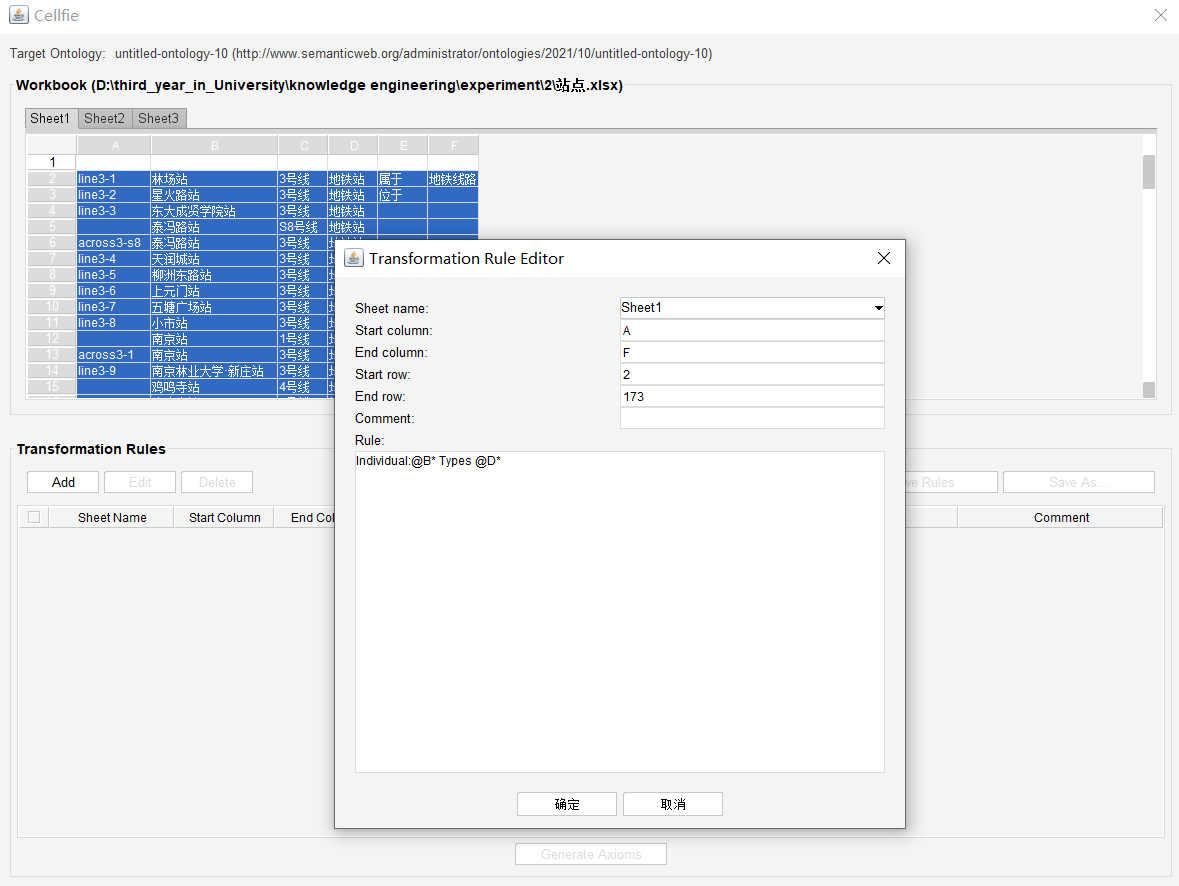 Cellfie
Target Ontology: untitled-ontology-10 (http://www.semanticweb.org/administrator/ontologies/2021/10/untitled-ontology-10)
Workbook (D:\third_year_in_University\knowledge engineering\experiment\2\站点.xlsx)
Sheet1 Sheet2 Sheet3
A B C D E F
1
2 line3-1 林场站 3号线 地铁站 属于 地铁线路
3 line3-2 星火路站 3号线 地铁站 位于
4 line3-3 东大成贤学院站 3号线 地铁站
5 泰冯路站 S8号线 地铁站
6 across3-s8 泰冯路站 3号线
7 line3-4 天润城站 3号线
8 line3-5 柳洲东路站 3号线
9 line3-6 上元门站 3号线
10 line3-7 五塘广场站 3号线
11 line3-8 小市站 3号线
12 南京站 1号线
13 across3-1 南京站 3号线
14 line3-9 南京林业大学·新庄站 3号线
15 鸡鸣寺站 4号线
Transformation Rule Editor
Sheet name: Sheet1
Start column: A
End column: F
Start row: 2
End row: 173
Comment:
Rule:
Individual:@B* Types @D*
确定 取消
Transformation Rules
Add Edit Delete ve Rules Save As...
Sheet Name Start Column End Col Comment
Generate Axioms